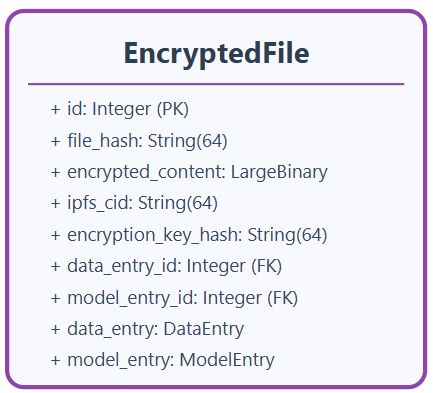 EncryptedFile
+ id: Integer (PK)
+ file_hash: String(64)
+ encrypted_content: LargeBinary
+ ipfs_cid: String(64)
+ encryption_key_hash: String(64)
+ data_entry_id: Integer (FK)
+ model_entry_id: Integer (FK)
+ data_entry: DataEntry
+ model_entry: ModelEntry